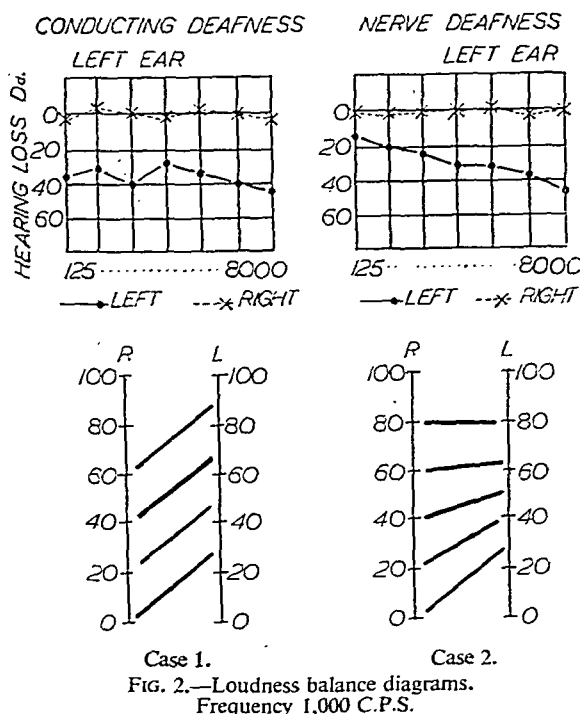 CONDUCTING DEAFNESS
LEFT EAR
NERVE DEAFNESS
LEFT EAR
HEARING LOSS Dd.
0
20
40
60
125 .......... 8000
0
20
40
60
125 .......... 8000
LEFT --x- RIGHT
LEFT --x- RIGHT
R L
100 100
80 80
60 60
40 40
20 20
0 0
R L
100 100
80 80
60 60
40 40
20 20
0 0
Case 1.
Case 2.
FIG. 2.—Loudness balance diagrams.
Frequency 1,000 C.P.S.